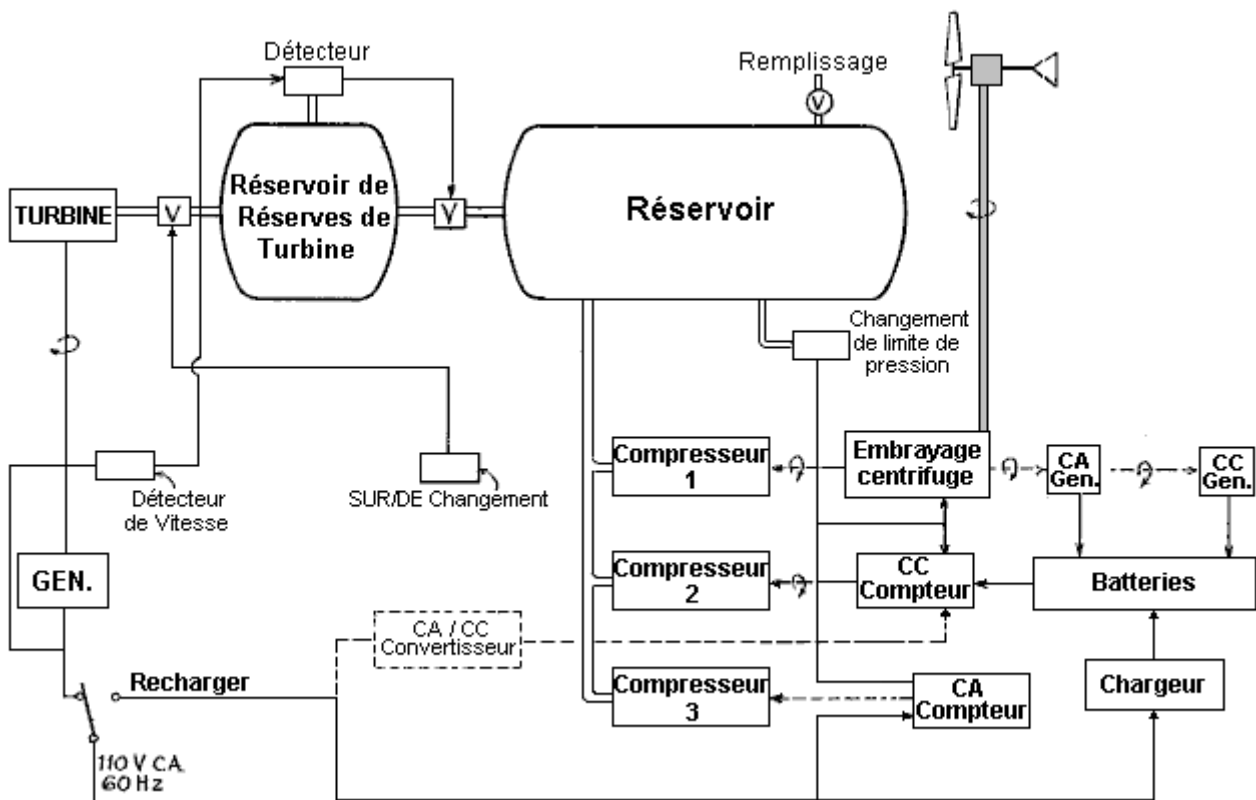 Détecteur
Remplissage
V
Réservoir de
Réserves de
Turbine
Réservoir
TURBINE
V
V
Changement
de limite de
pression
Compresseur
1
Embrayage
centrifuge
CA
Gen.
CC
Gen.
Détecteur
de Vitesse
SUR/DE Changement
GEN.
Compresseur
2
CC
Compteur
Batteries
CA / CC
Convertisseur
Recharger
Compresseur
3
CA
Compteur
Chargeur
110 V CA.
60 Hz